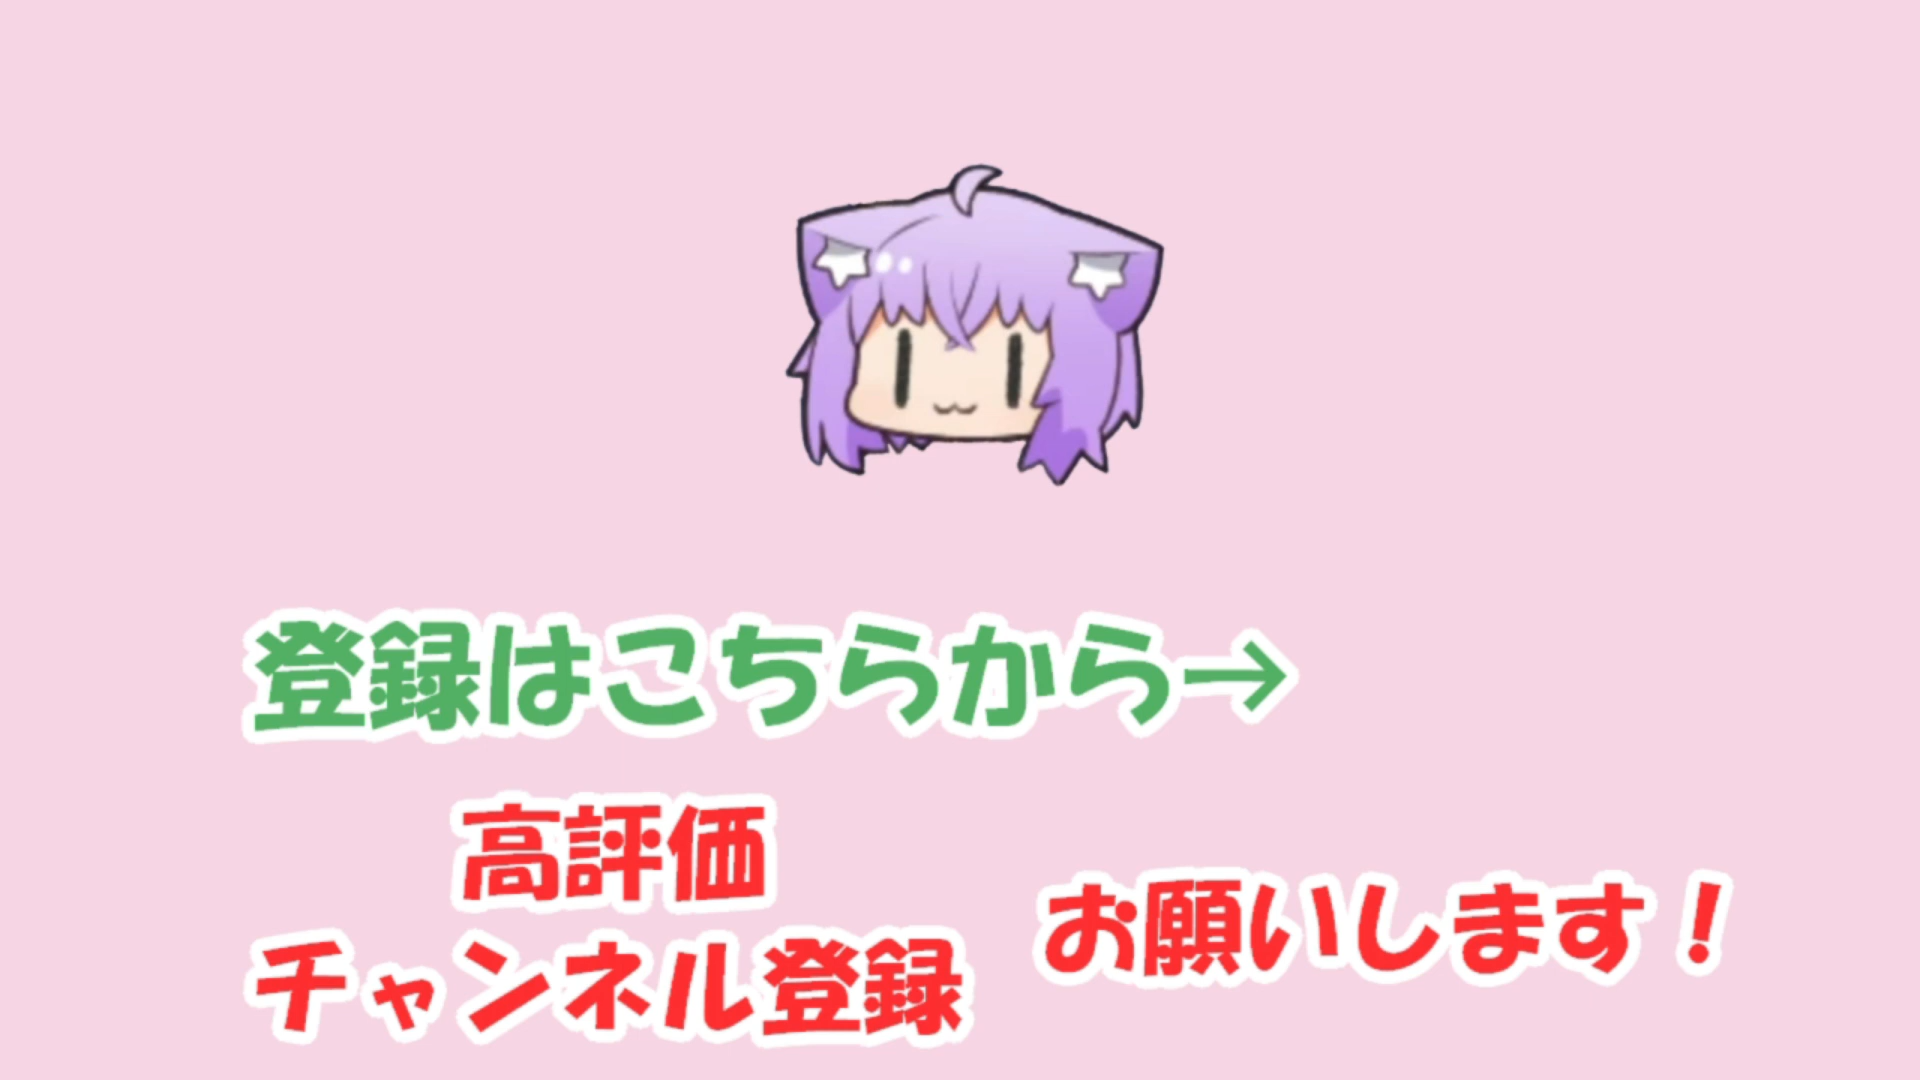 登録はこちらから→
高評価
チャンネル登録
お願いします！